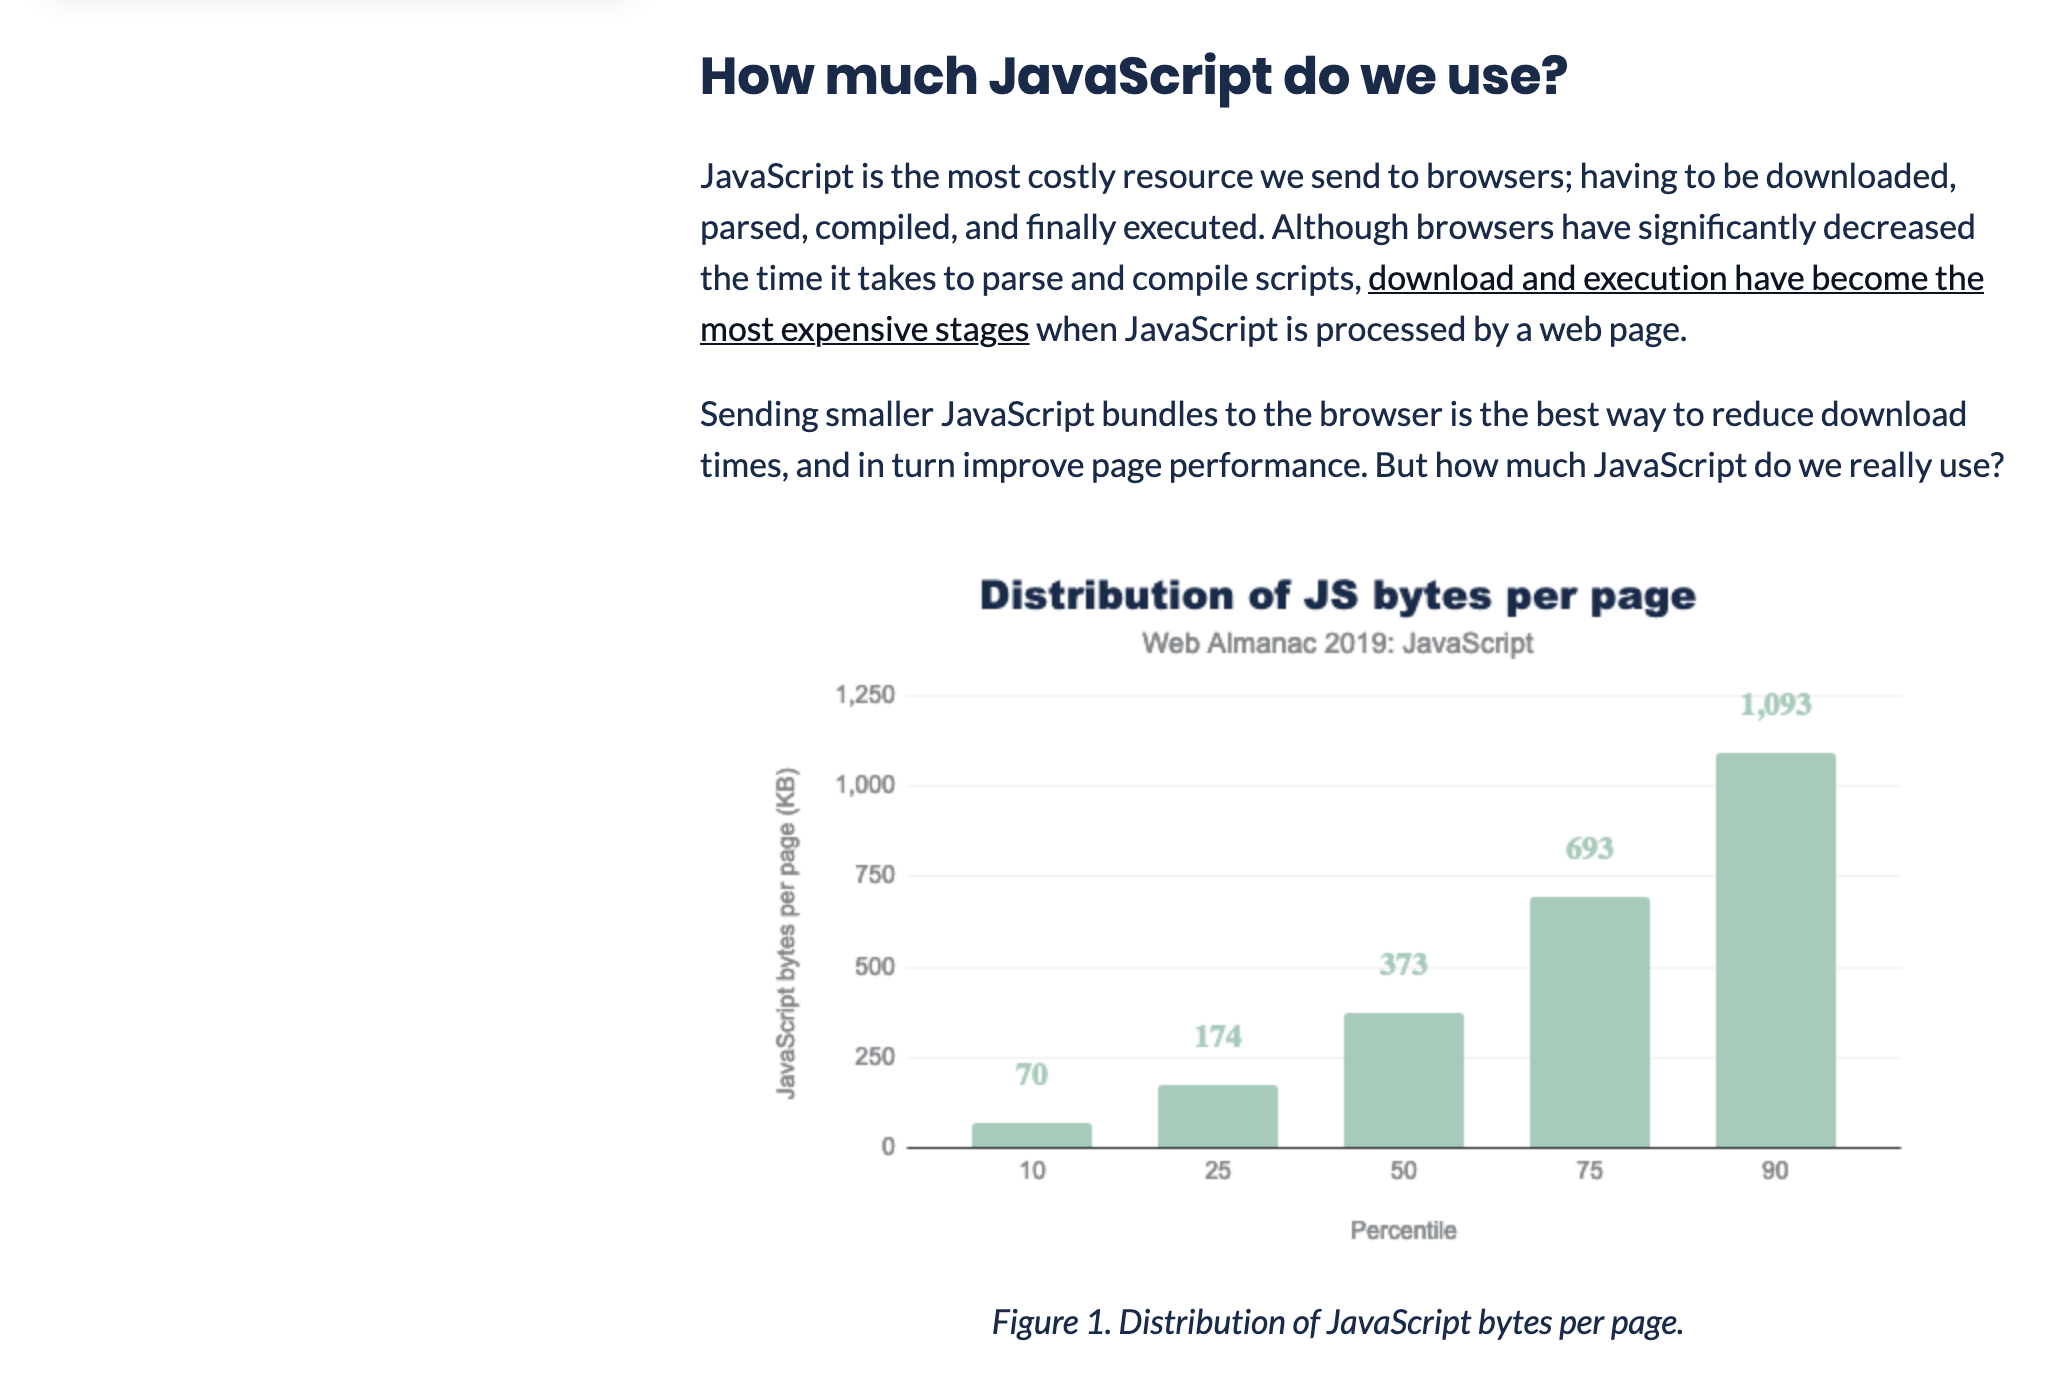 How much JavaScript do we use?
JavaScript is the most costly resource we send to browsers; having to be downloaded,
parsed, compiled, and finally executed. Although browsers have significantly decreased
the time it takes to parse and compile scripts, download and execution have become the
most expensive stages when JavaScript is processed by a web page.
Sending smaller JavaScript bundles to the browser is the best way to reduce download
times, and in turn improve page performance. But how much JavaScript do we really use?
Distribution of JS bytes per page
Web Almanac 2019: JavaScript
JavaScript bytes per page (KB)
1,250
1,000
750
500
250
0
70
174
373
693
1,093
10
25
50
75
90
Percentile
Figure 1. Distribution of JavaScript bytes per page.